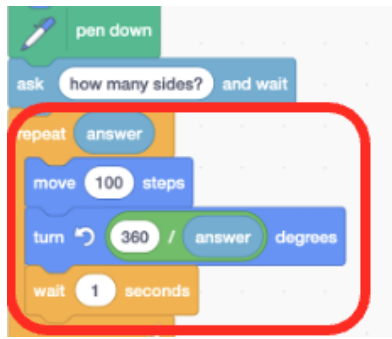 pen down
ask how many sides? and wait
repeat answer
move 100 steps
turn 360 / answer degrees
wait 1 seconds